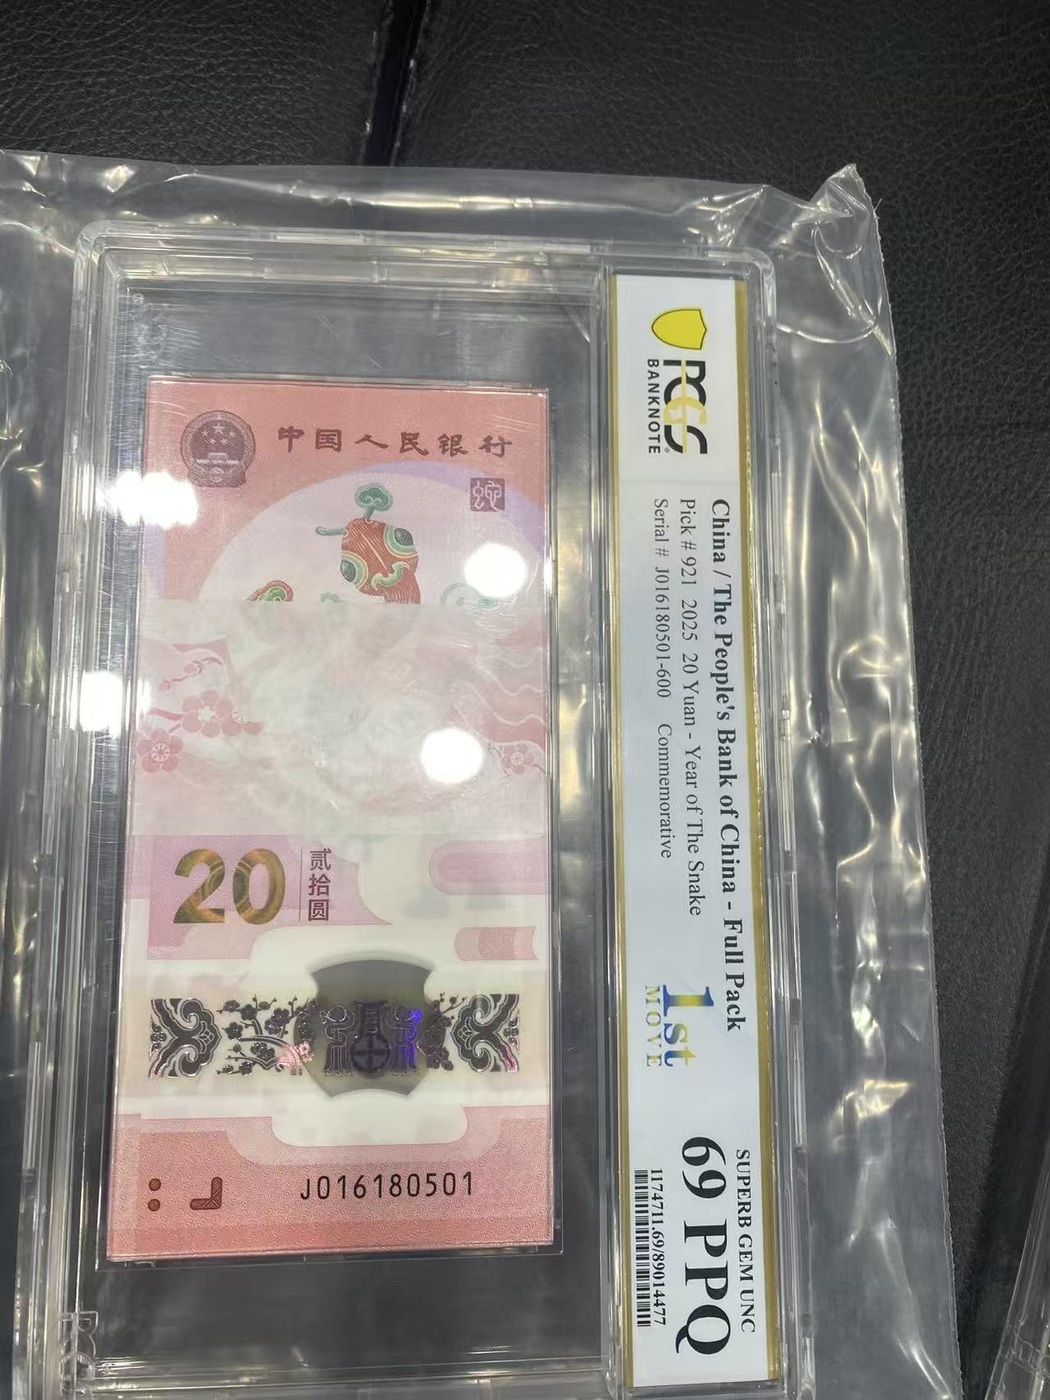 中国人民银行
20
贰拾圆
J016180501
PCGS
BANKNOTE
China / The People's Bank of China - Full Pack
Pick # 921 2025 20 Yuan - Year of The Snake
Serial # J016180501-600 Commemorative
1st
MOVE
SUPERB GEM UNC
69 PPQ
1174711.69/89014477